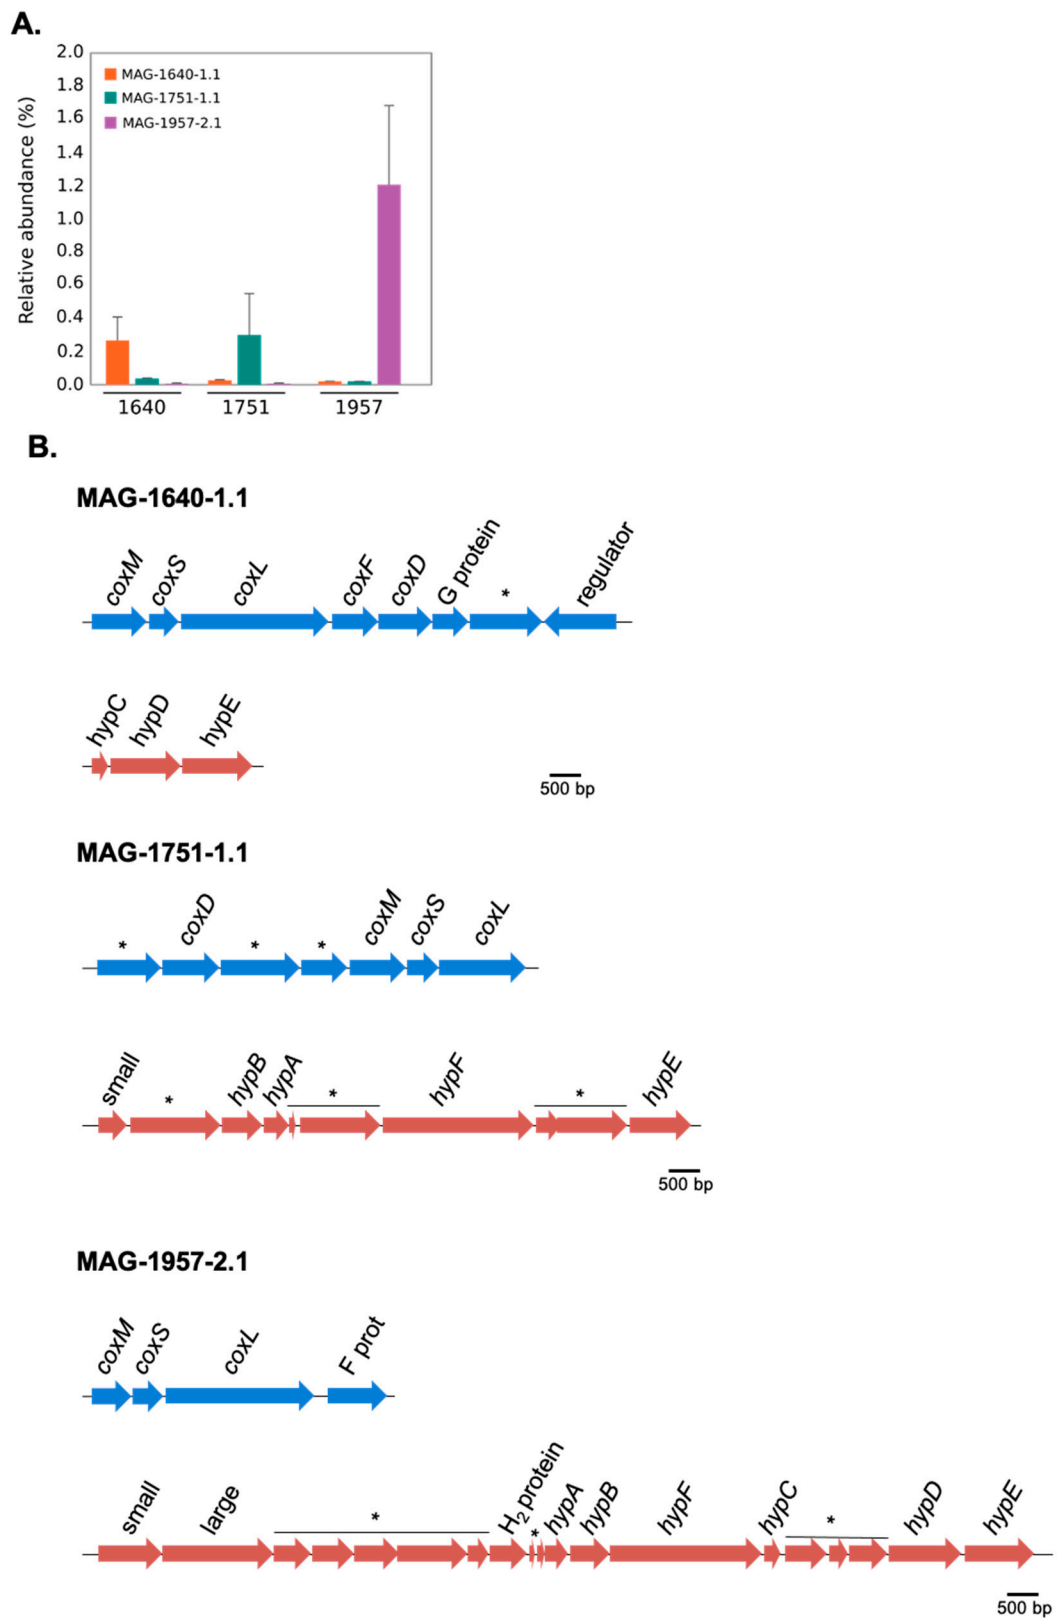 A.
2.0
1.8
1.6
1.4
1.2
1.0
0.8
0.6
0.4
0.2
0.0
Relative abundance (%)
MAG-1640-1.1
MAG-1751-1.1
MAG-1957-2.1
1640 1751 1957
B.
MAG-1640-1.1
coxM coxS coxL coxF coxD G protein * regulator
hypC hypD hypE
500 bp
MAG-1751-1.1
* coxD * * coxM coxS coxL
small * hypB hypA * hypF * hypE
500 bp
MAG-1957-2.1
coxM coxS coxL F prot
small large * H2 protein * hypA hypB hypF hypC * hypD hypE
500 bp